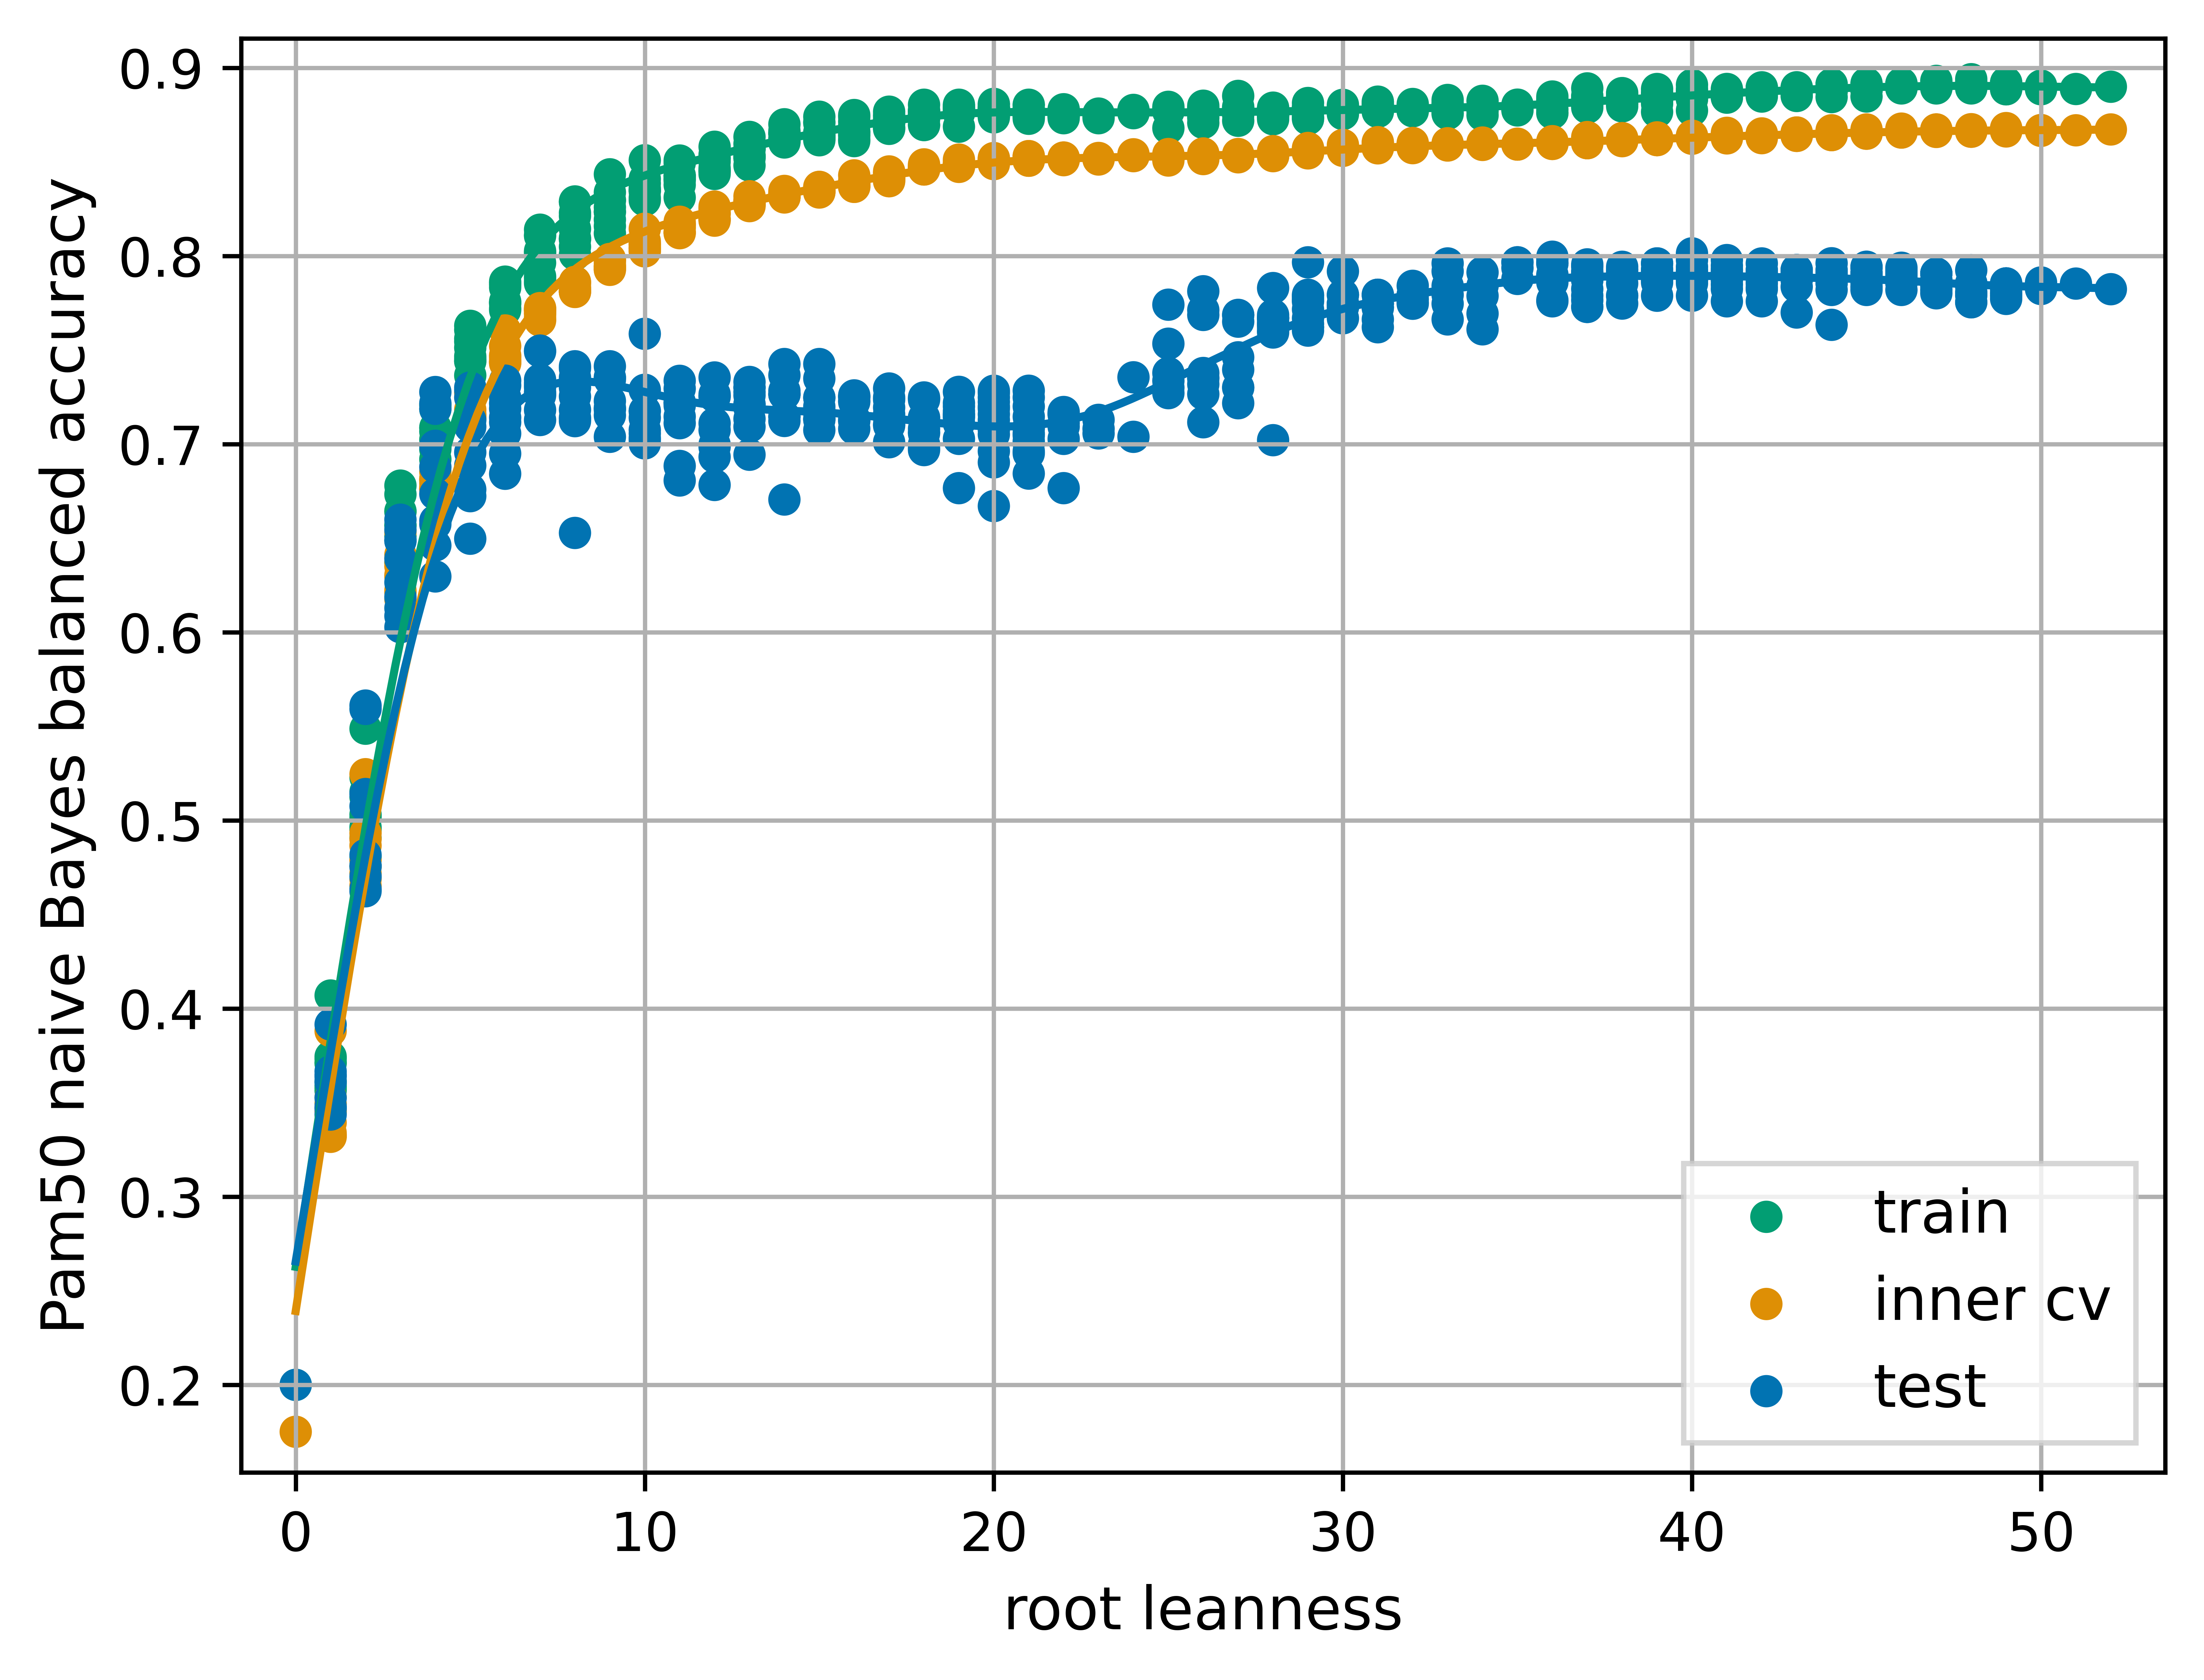 Pam50 naive Bayes balanced accuracy
0.9
0.8
0.7
0.6
0.5
0.4
0.3
0.2
train
inner cv
test
0 10 20 30 40 50
root leanness